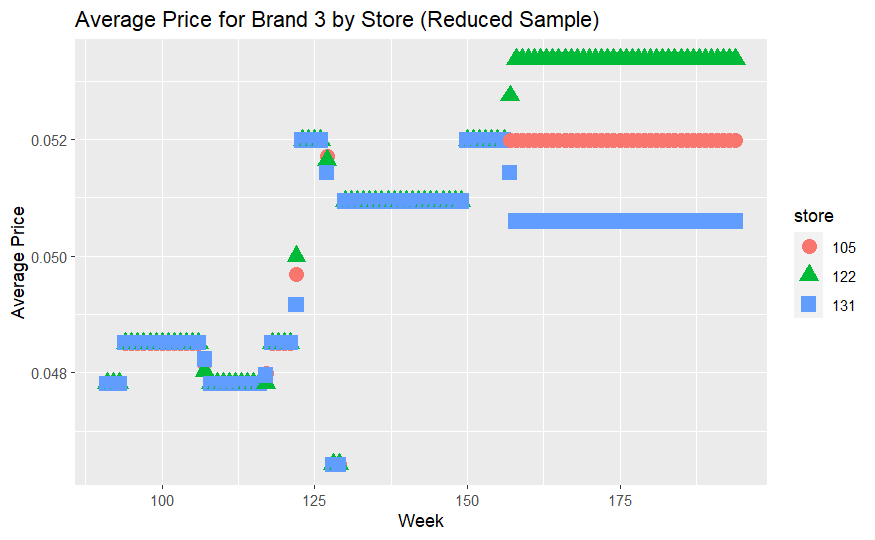 Average Price for Brand 3 by Store (Reduced Sample)
0.052
0.050
0.048
Average Price
100
125
150
175
Week
store
105
122
131